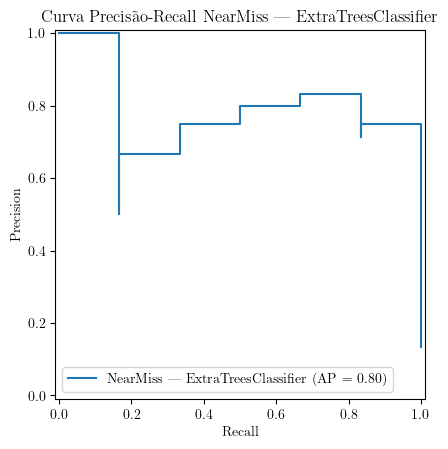 Curva Precisão-Recall NearMiss — ExtraTreesClassifier
1.0
0.8
0.6
0.4
0.2
0.0
Precision
NearMiss — ExtraTreesClassifier (AP = 0.80)
0.0 0.2 0.4 0.6 0.8 1.0
Recall